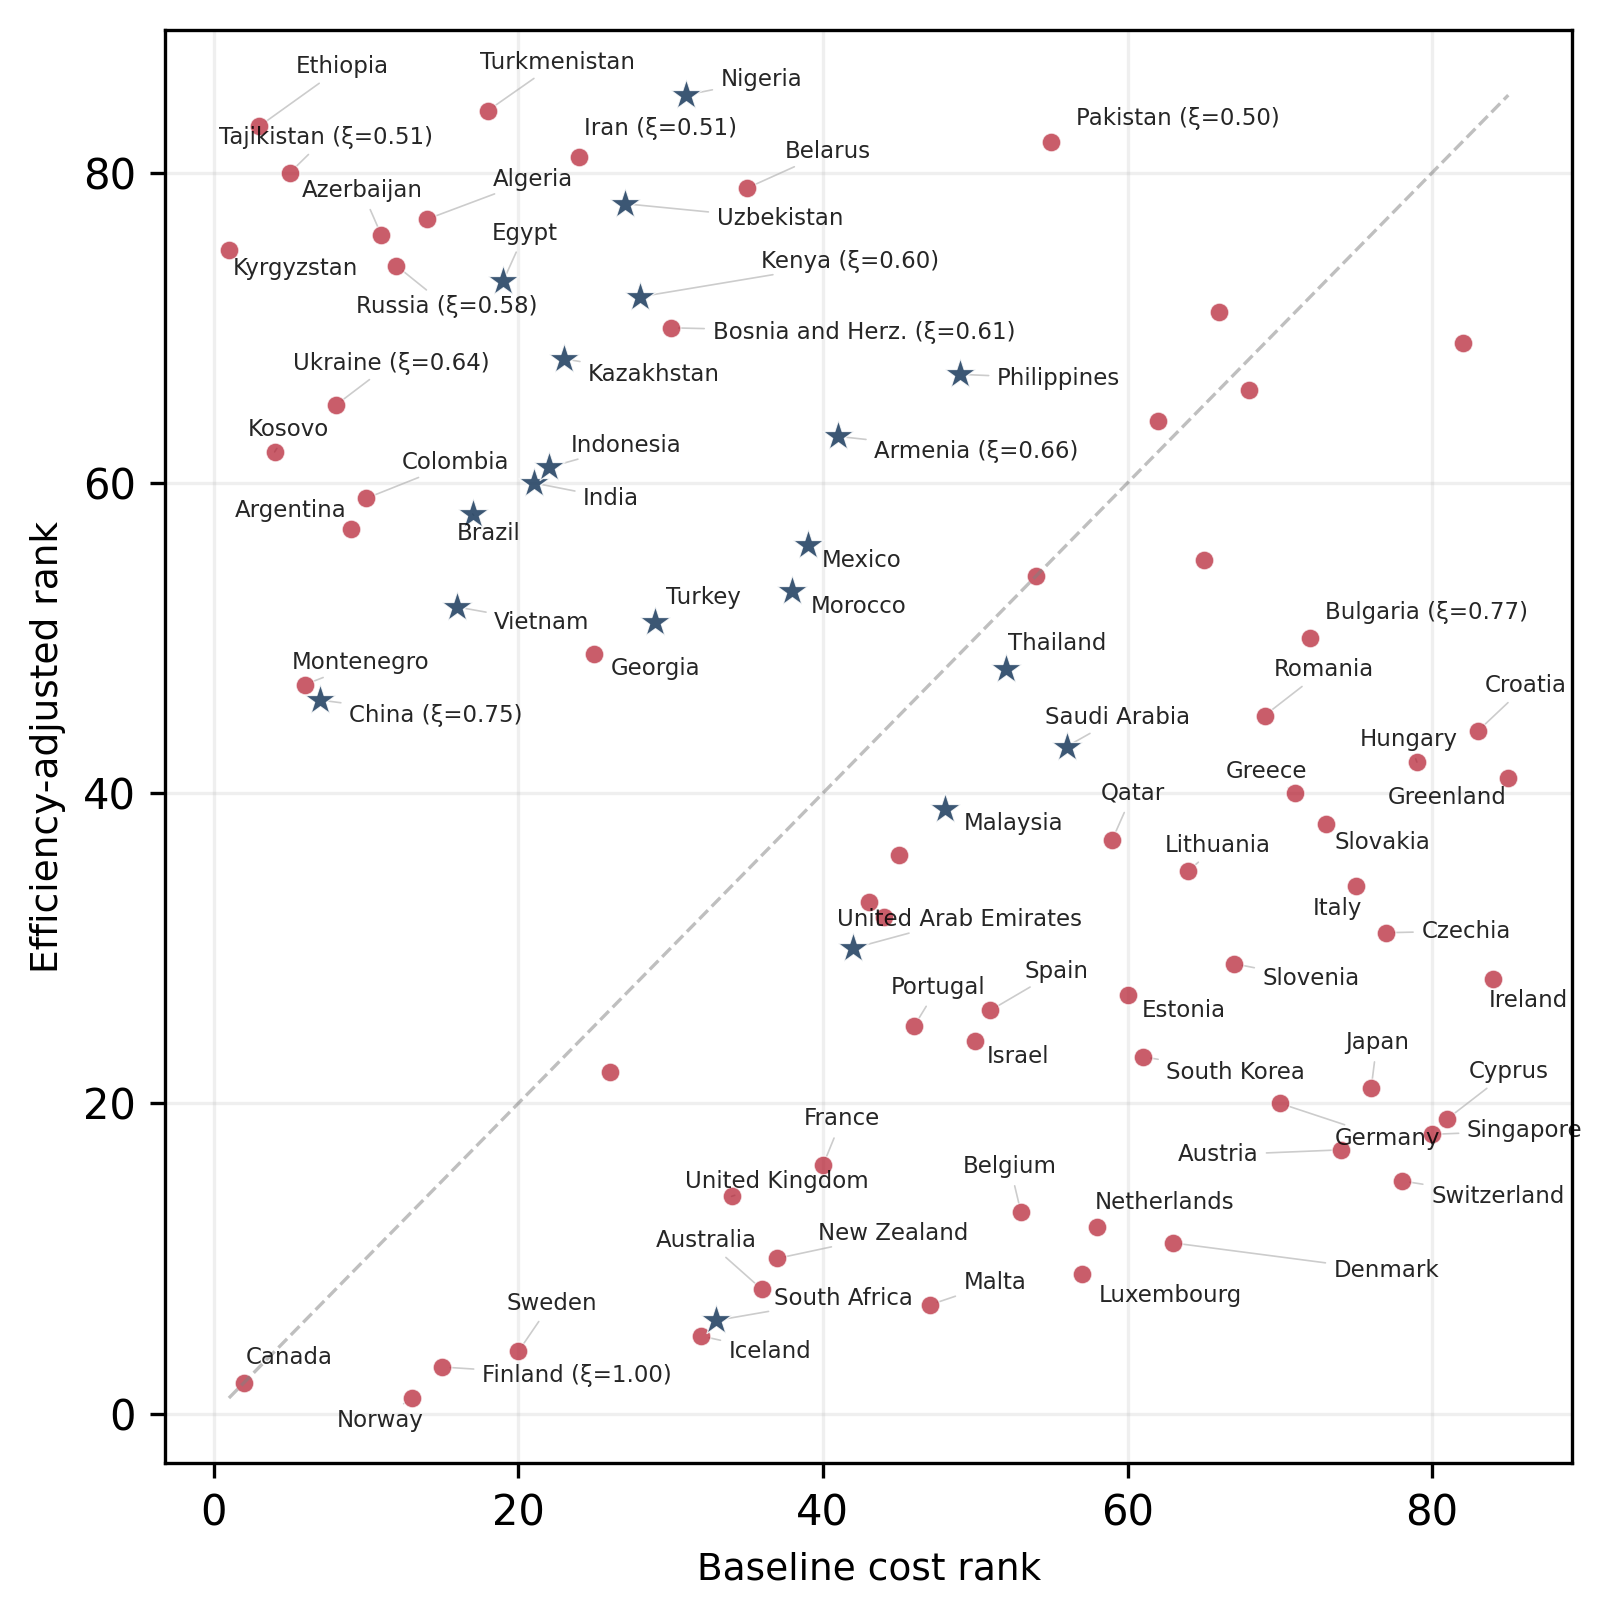 Ethiopia
Turkmenistan
Nigeria
Tajikistan (ξ=0.51)
Iran (ξ=0.51)
Pakistan (ξ=0.50)
Belarus
Azerbaijan
Algeria
Uzbekistan
Egypt
Kyrgyzstan
Kenya (ξ=0.60)
Russia (ξ=0.58)
Bosnia and Herz. (ξ=0.61)
Ukraine (ξ=0.64)
Kazakhstan
Philippines
Kosovo
Indonesia
Armenia (ξ=0.66)
Colombia
India
Argentina
Brazil
Mexico
Turkey
Morocco
Vietnam
Bulgaria (ξ=0.77)
Thailand
Montenegro
Georgia
Romania
Croatia
China (ξ=0.75)
Saudi Arabia
Hungary
Greece
Qatar
Greenland
Malaysia
Slovakia
Lithuania
Italy
United Arab Emirates
Czechia
Spain
Slovenia
Portugal
Ireland
Estonia
Israel
Japan
South Korea
Cyprus
France
Germany
Singapore
Austria
Belgium
United Kingdom
Switzerland
Netherlands
New Zealand
Australia
Denmark
Malta
South Africa
Luxembourg
Sweden
Iceland
Canada
Finland (ξ=1.00)
Norway
80
60
40
20
0
0 20 40 60 80
Baseline cost rank
Efficiency-adjusted rank